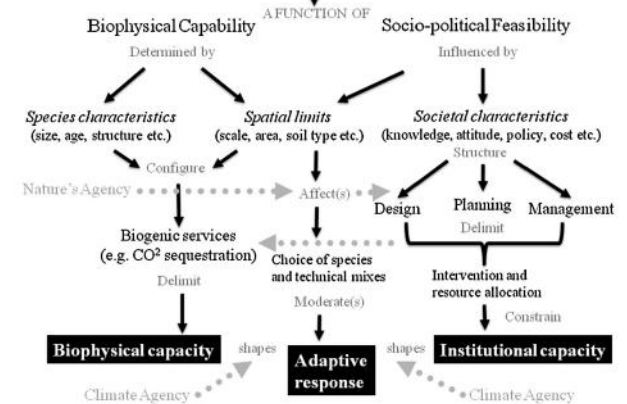 A FUNCTION OF
Biophysical Capability
Socio-political Feasibility
Determined by
Influenced by
Species characteristics
(size, age, structure etc.)
Spatial limits
(scale, area, soil type etc.)
Societal characteristics
(knowledge, attitude, policy, cost etc.)
Structure
Configure
Nature's Agency
Affect(s)
Design
Planning
Management
Delimit
Biogenic services
(e.g. CO² sequestration)
Delimit
Choice of species
and technical mixes
Moderate(s)
Intervention and
resource allocation
Constrain
Biophysical capacity
shapes
Adaptive
response
shapes
Institutional capacity
Climate Agency
Climate Agency